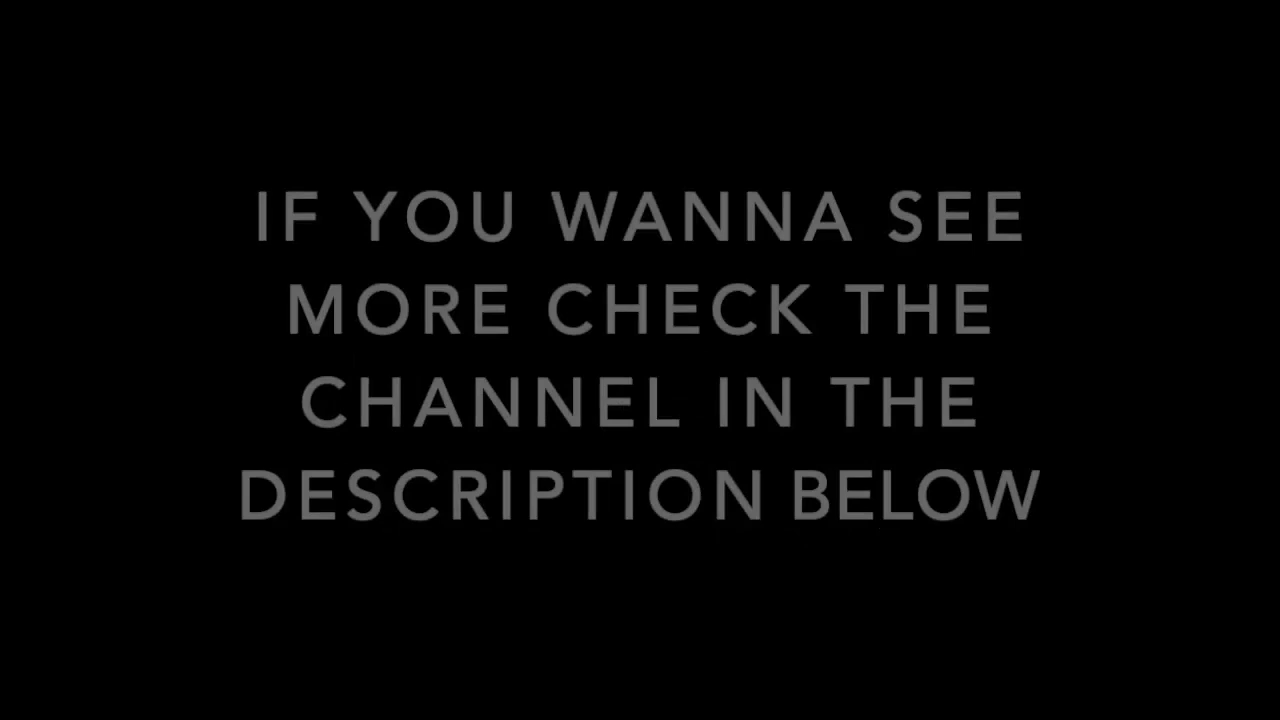 IF YOU WANNA SEE
MORE CHECK THE
CHANNEL IN THE
DESCRIPTION BELOW